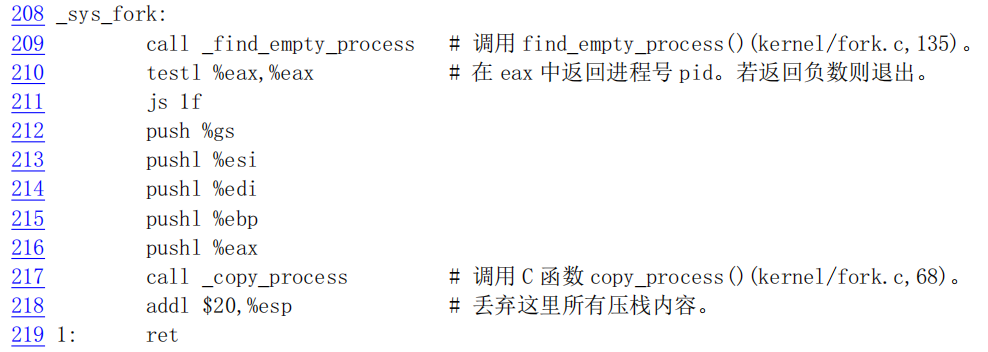 208 _sys_fork:
209 call _find_empty_process # 调用 find_empty_process()(kernel/fork.c,135)。
210 testl %eax,%eax # 在 eax 中返回进程号 pid。若返回负数则退出。
211 js 1f
212 push %gs
213 pushl %esi
214 pushl %edi
215 pushl %ebp
216 pushl %eax
217 call _copy_process # 调用 C 函数 copy_process()(kernel/fork.c,68)。
218 addl $20,%esp # 丢弃这里所有压栈内容。
219 1: ret